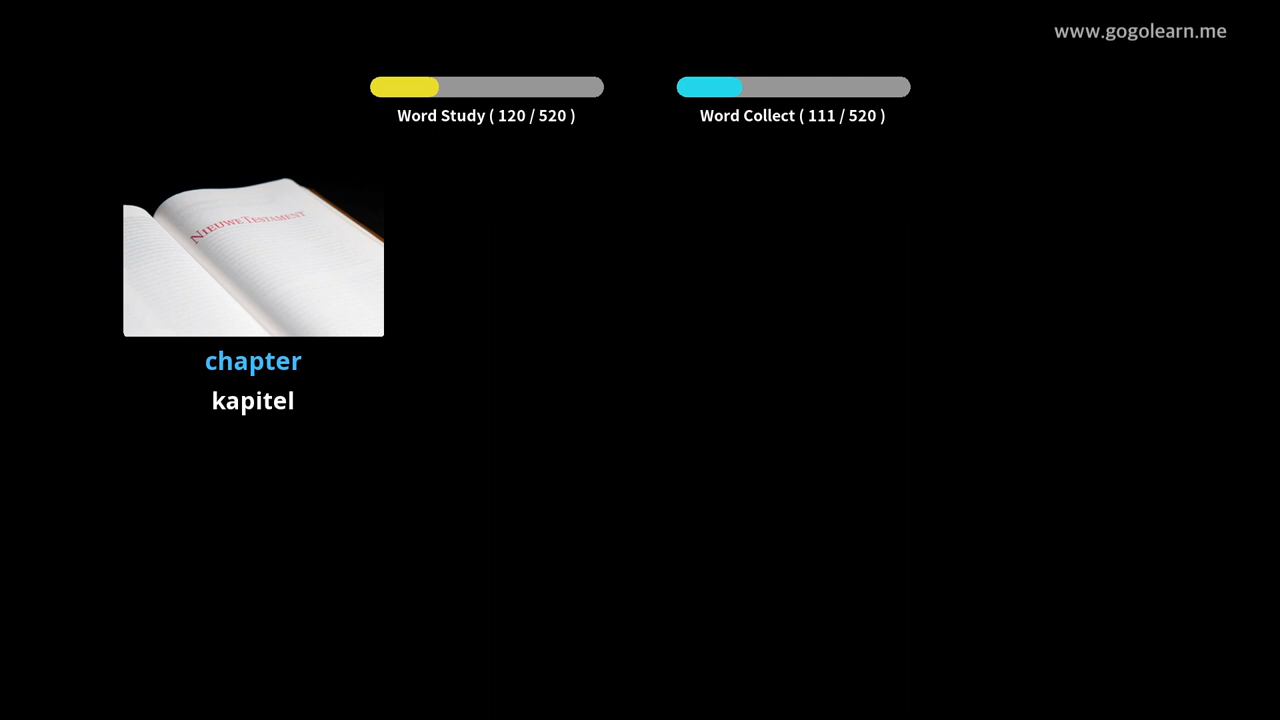 www.gogolearn.me
Word Study ( 120 / 520 )
Word Collect ( 111 / 520 )
NIEUWE TESTAMENT
chapter
kapitel